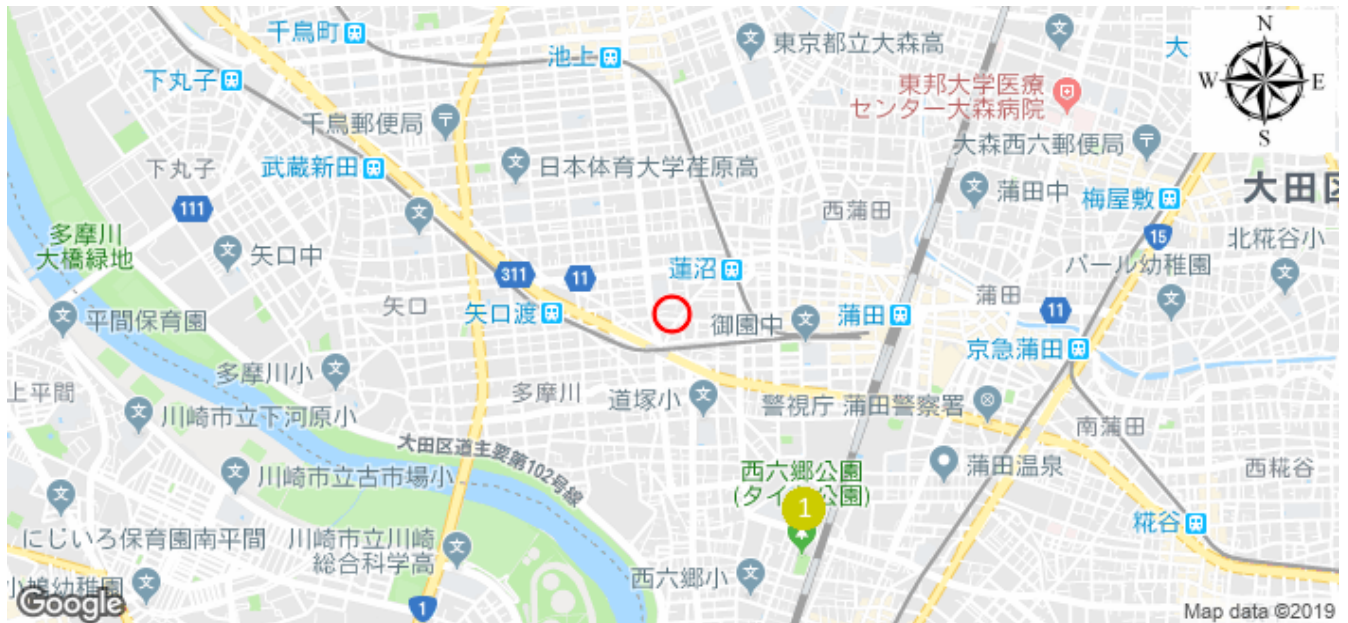 千鳥町
池上
東京都立大森高
大
N
W
E
S
下丸子
東邦大学医療
センター大森病院
千鳥郵便局
大森西六郵便局
下丸子
武蔵新田
日本体育大学荏原高
蒲田中
梅屋敷
大田区
111
西蒲田
15
多摩川
大橋緑地
矢口中
北糀谷小
311
11
蓮沼
パール幼稚園
矢口
矢口渡
御園中
蒲田
蒲田
11
平間保育園
京急蒲田
多摩川小
上平間
多摩川
道塚小
警視庁 蒲田警察署
川崎市立下河原小
南蒲田
大田区道主要第102号線
川崎市立古市場小
西六郷公園
(タイヤ公園)
蒲田温泉
西糀谷
1
糀谷
にじいろ保育園南平間
川崎市立川崎
総合科学高
西六郷小
小鳩幼稚園
1
Google
Map data ©2019